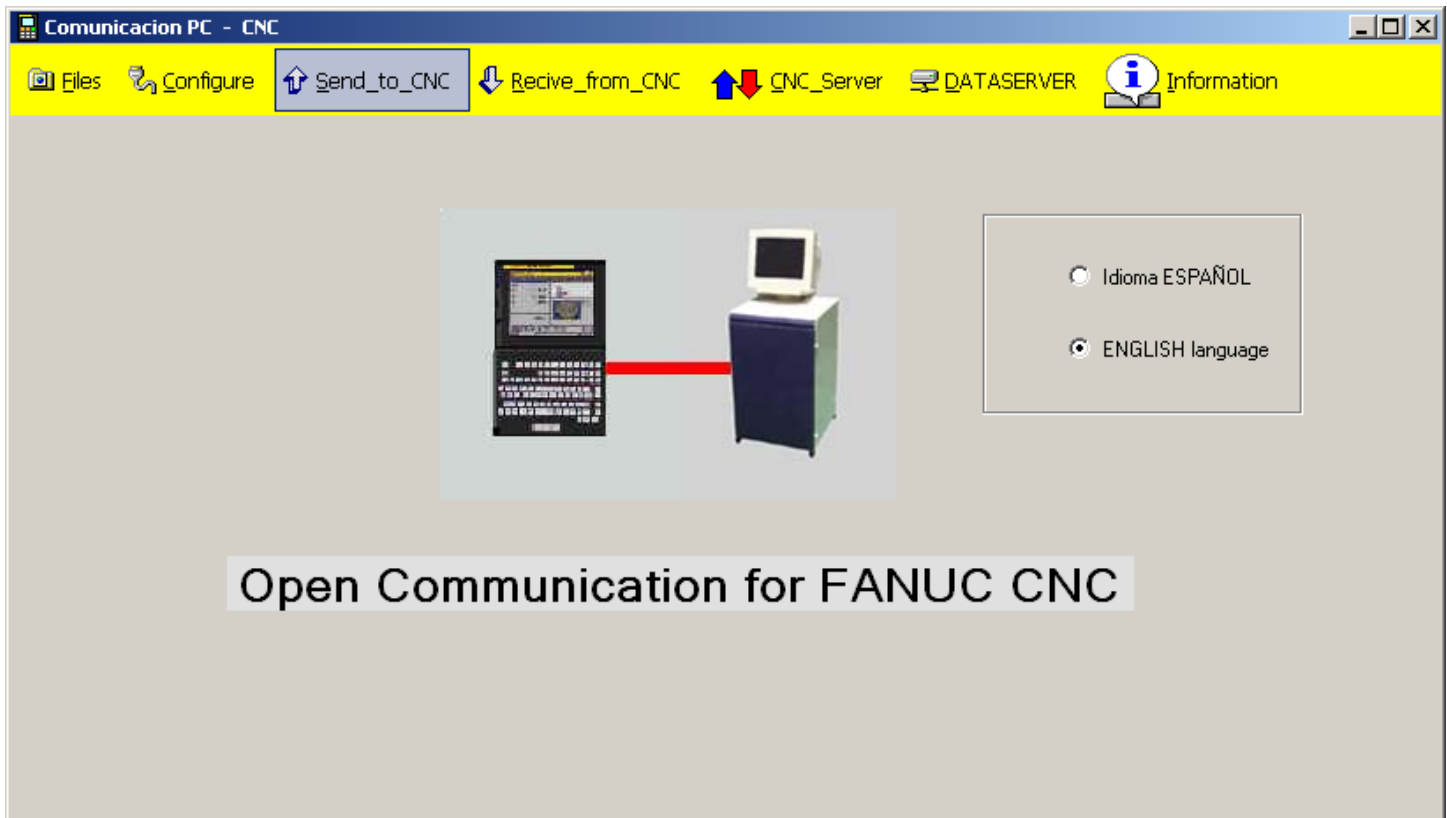 Comunicacion PC - CNC
Files Configure Send_to_CNC Recive_from_CNC CNC_Server DATASERVER Information
Idioma ESPAÑOL
ENGLISH language
Open Communication for FANUC CNC